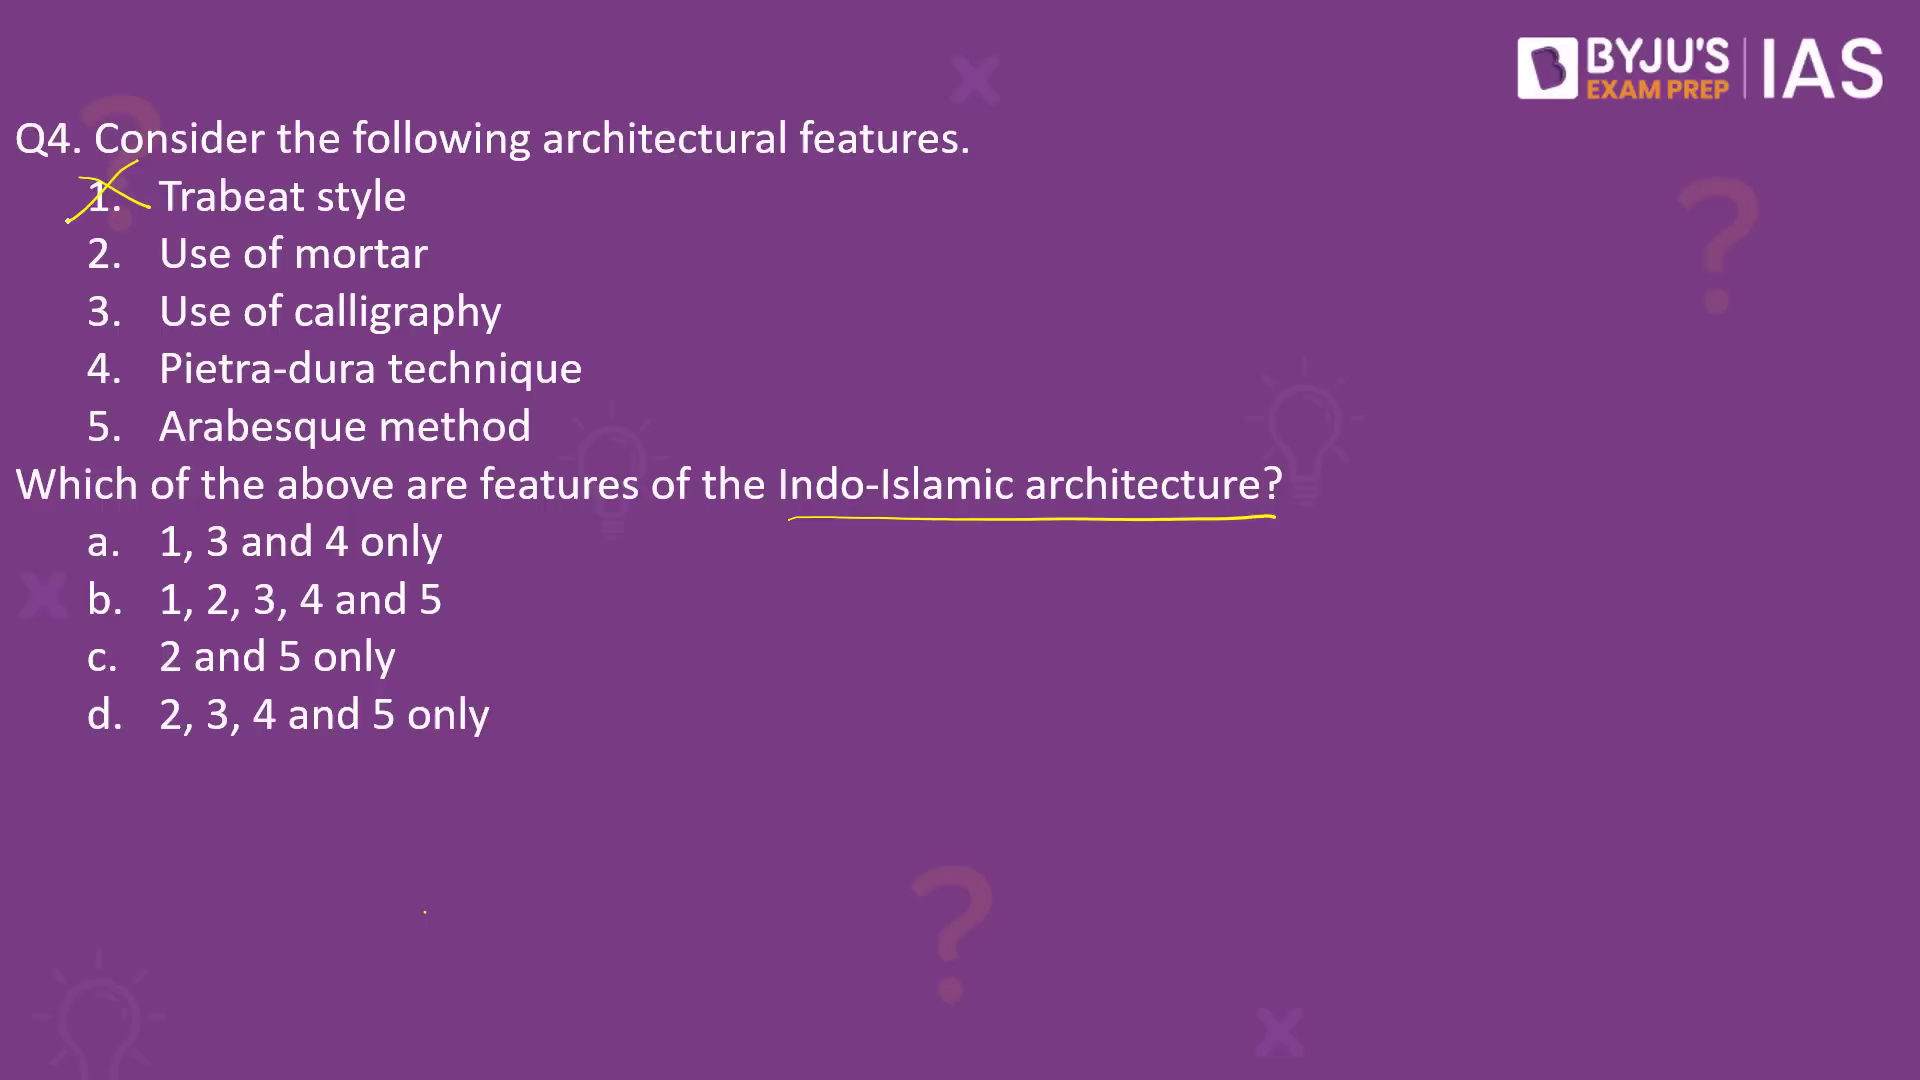 BYJU'S
EXAM PREP
IAS
Q4. Consider the following architectural features.
1. Trabeat style
2. Use of mortar
3. Use of calligraphy
4. Pietra-dura technique
5. Arabesque method
Which of the above are features of the Indo-Islamic architecture?
a. 1, 3 and 4 only
b. 1, 2, 3, 4 and 5
c. 2 and 5 only
d. 2, 3, 4 and 5 only